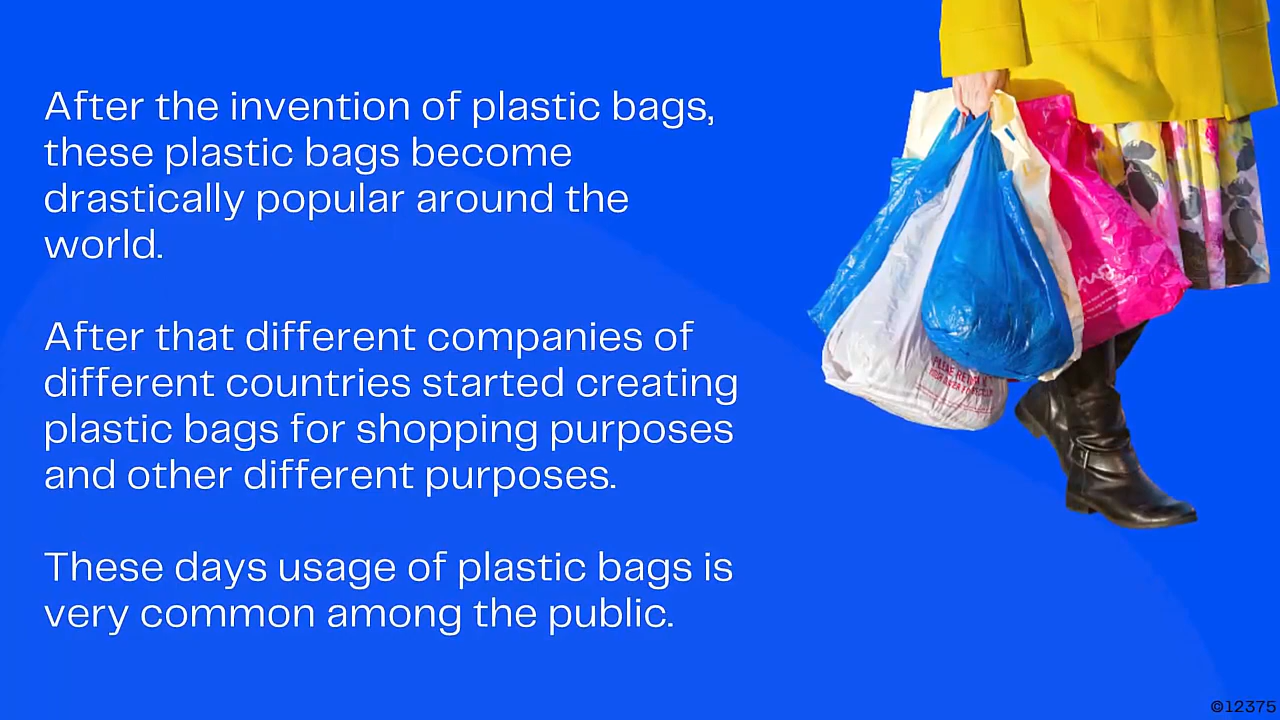 After the invention of plastic bags,
these plastic bags become
drastically popular around the
world.
After that different companies of
different countries started creating
plastic bags for shopping purposes
and other different purposes.
These days usage of plastic bags is
very common among the public.
©12375